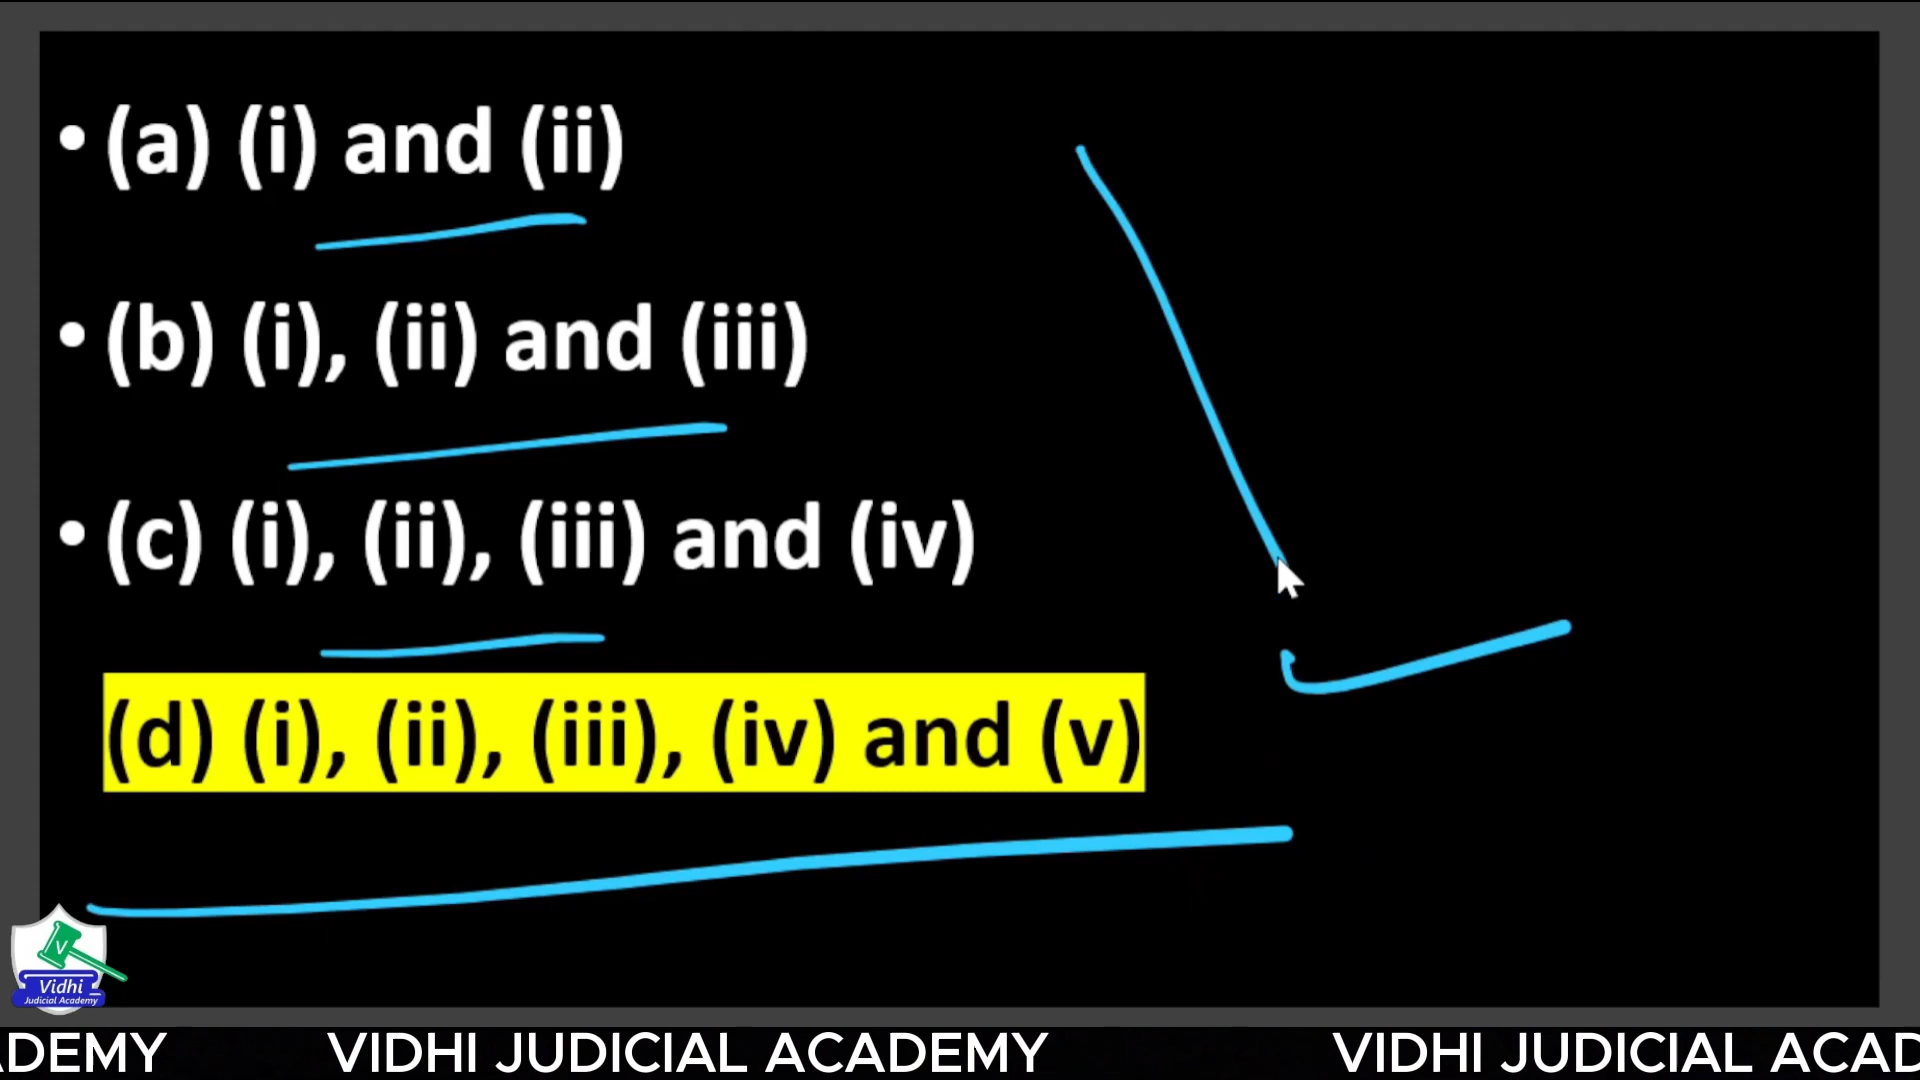 • (a) (i) and (ii)
• (b) (i), (ii) and (iii)
• (c) (i), (ii), (iii) and (iv)
(d) (i), (ii), (iii), (iv) and (v)
V
Vidhi
Judicial Academy
ADEMY VIDHI JUDICIAL ACADEMY VIDHI JUDICIAL ACAD